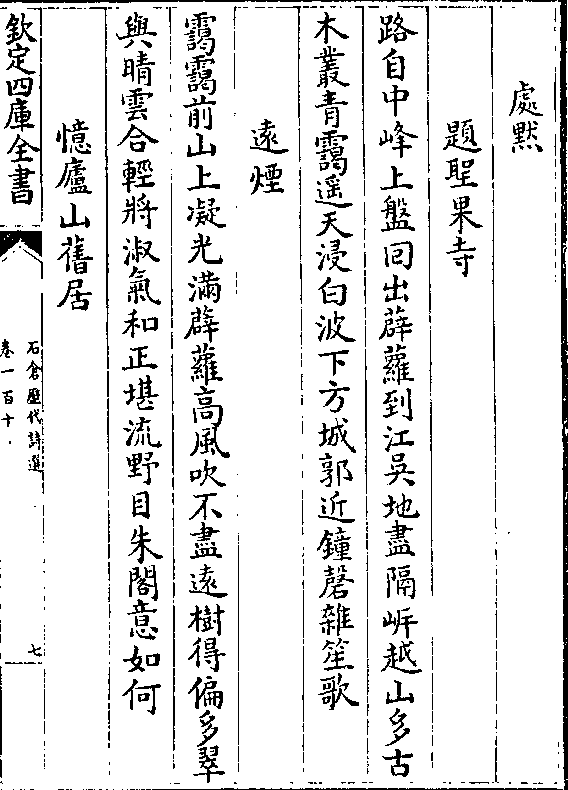 處黙
題聖果寺
路自中峰上盤回出薜蘿到江吳地盡隔㟁越山多古
木叢青靄遥天浸白波下方城郭近鐘磬雜笙歌
遠煙
靄靄前山上凝光滿薜蘿高風吹不盡遠樹得偏多翠
與晴雲合輕將淑氣和正堪流野目朱閣意如何
憶廬山舊居
欽定四庫全書
石倉歷代詩選
卷一百十
七